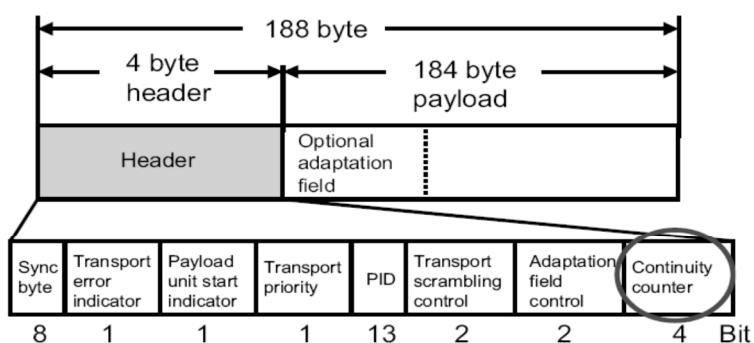 188 byte
4 byte
header
184 byte
payload
Header
Optional
adaptation
field
Sync
byte
Transport
error
indicator
Payload
unit start
indicator
Transport
priority
PID
Transport
scrambling
control
Adaptation
field
control
Continuity
counter
8 1 1 1 13 2 2 4 Bit